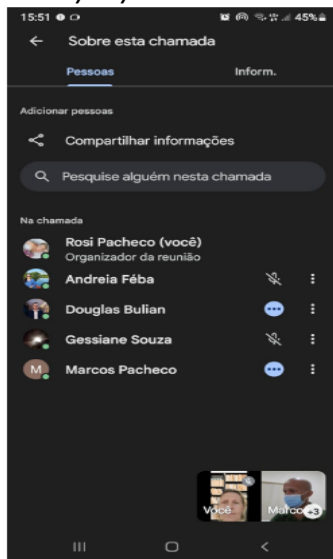 15:51 45%
Sobre esta chamada
Pessoas Inform.
Adicionar pessoas
Compartilhar informações
Pesquise alguém nesta chamada
Na chamada
Rosi Pacheco (você)
Organizador da reunião
Andreia Féba
Douglas Bulian
Gessiane Souza
M Marcos Pacheco
Você Marco +3